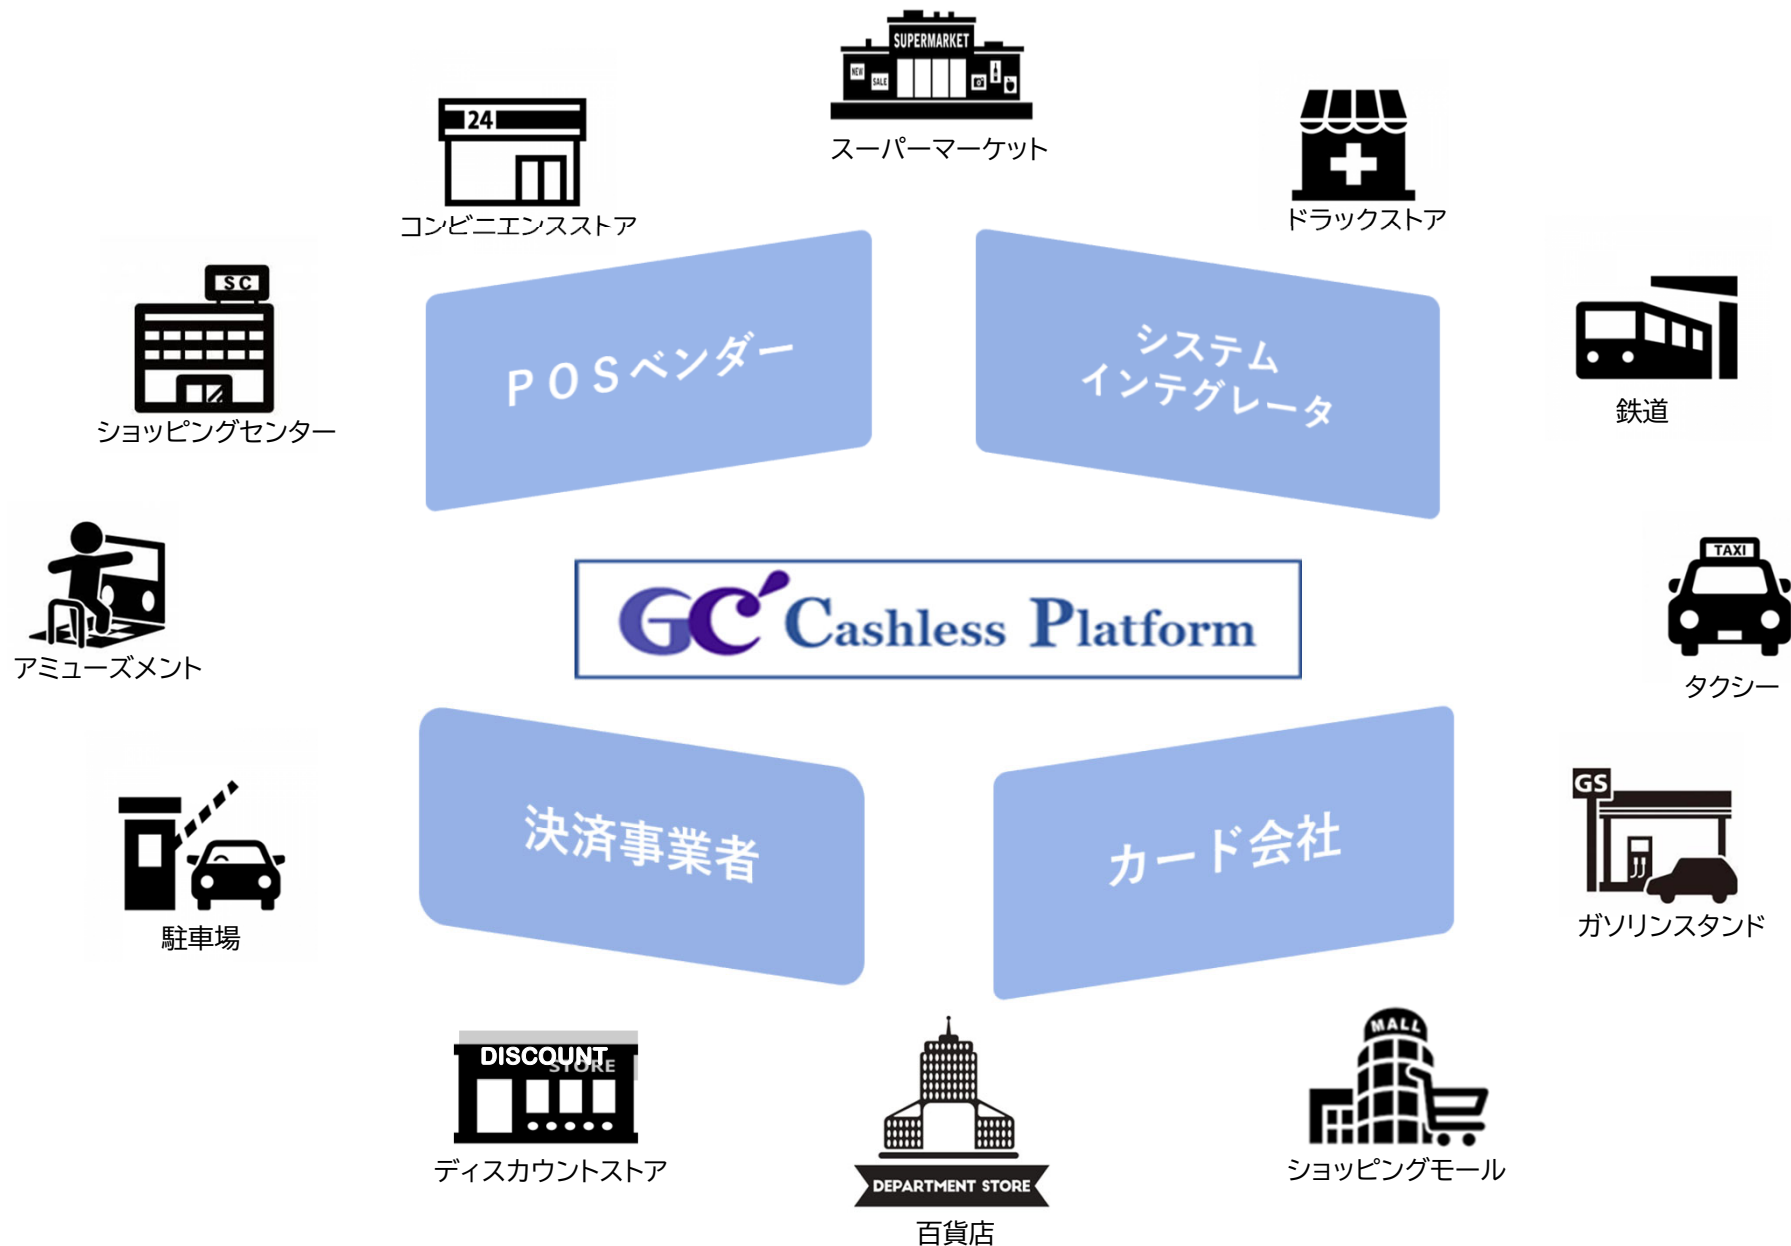 SUPERMARKET
NEW
SALE
スーパーマーケット
24
コンビニエンスストア
ドラックストア
SC
ショッピングセンター
鉄道
POSベンダー
システム
インテグレータ
アミューズメント
GC' Cashless Platform
TAXI
タクシー
駐車場
決済事業者
カード会社
GS
ガソリンスタンド
DISCOUNT
STORE
ディスカウントストア
DEPARTMENT STORE
百貨店
MALL
ショッピングモール